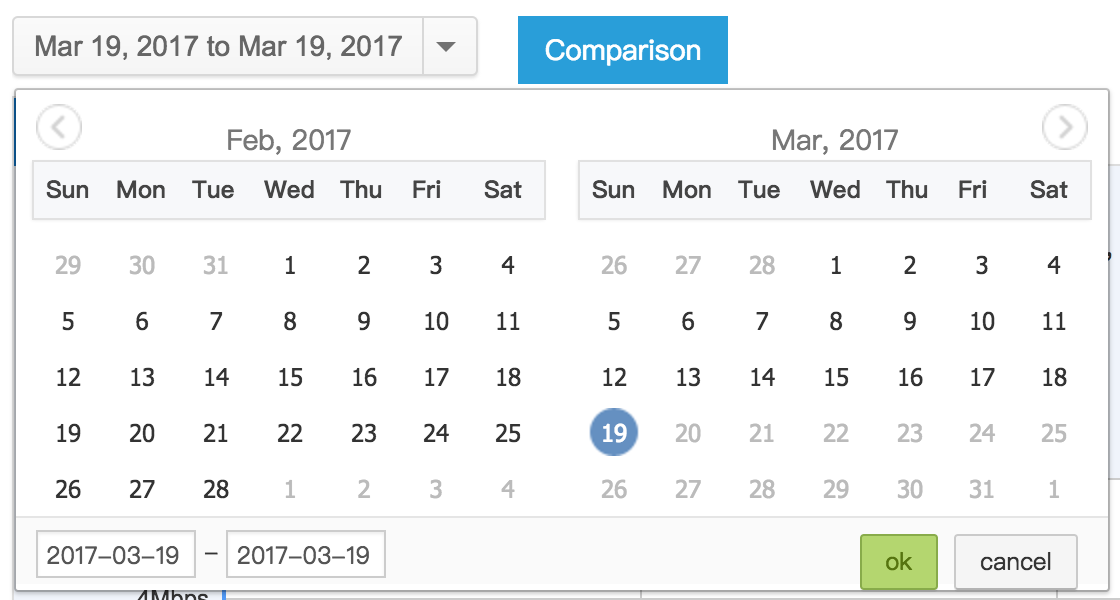 Mar 19, 2017 to Mar 19, 2017
Comparison
Feb, 2017
Sun Mon Tue Wed Thu Fri Sat
29 30 31 1 2 3 4
5 6 7 8 9 10 11
12 13 14 15 16 17 18
19 20 21 22 23 24 25
26 27 28 1 2 3 4
Mar, 2017
Sun Mon Tue Wed Thu Fri Sat
26 27 28 1 2 3 4
5 6 7 8 9 10 11
12 13 14 15 16 17 18
19 20 21 22 23 24 25
26 27 28 29 30 31 1
2017-03-19 – 2017-03-19
ok cancel
4Mbps